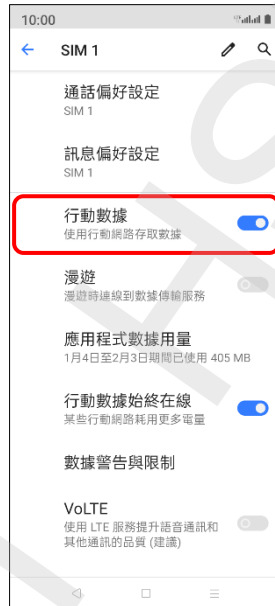 10:00
SIM 1
通話偏好設定
SIM 1
訊息偏好設定
SIM 1
行動數據
使用行動網路存取數據
漫遊
漫遊時連線到數據傳輸服務
應用程式數據用量
1月4日至2月3日期間已使用 405 MB
行動數據始終在線
某些行動網路耗用更多電量
數據警告與限制
VoLTE
使用 LTE 服務提升語音通訊和
其他通訊的品質 (建議)